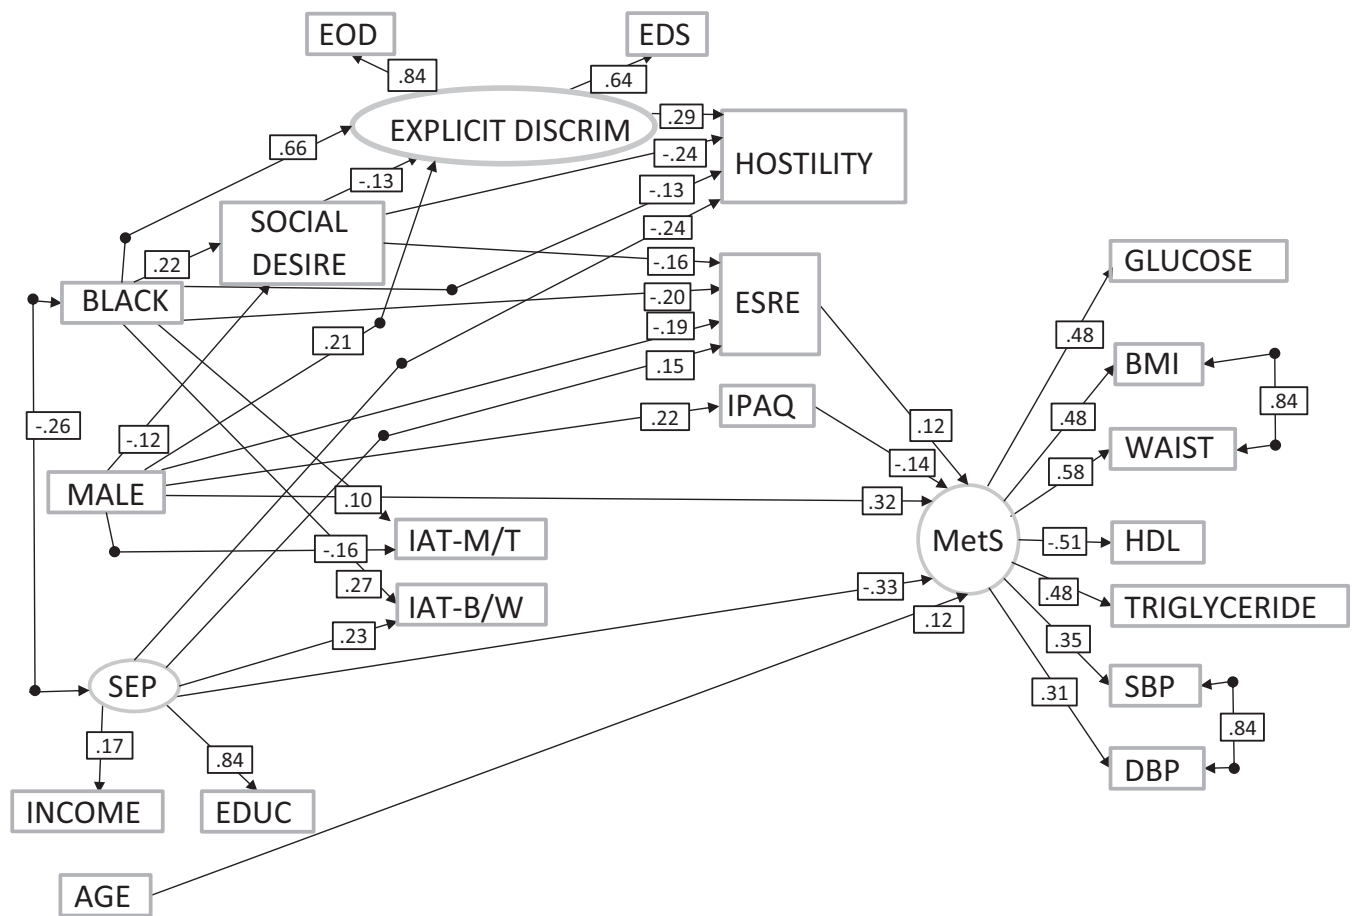 EOD
EDS
.84
.64
EXPLICIT DISCRIM
.29
.66
-.24
HOSTILITY
-.13
-.13
SOCIAL
DESIRE
-.24
.22
-.16
GLUCOSE
BLACK
-.20
ESRE
-.19
.21
.48
.15
BMI
IPAQ
.84
.22
-.26
.48
.12
-.12
WAIST
-.14
.58
MALE
.10
.32
IAT-M/T
MetS
-.51
HDL
-.16
.27
-.33
.48
IAT-B/W
TRIGLYCERIDE
.12
.23
.35
SEP
SBP
.31
.84
.17
.84
DBP
INCOME
EDUC
AGE